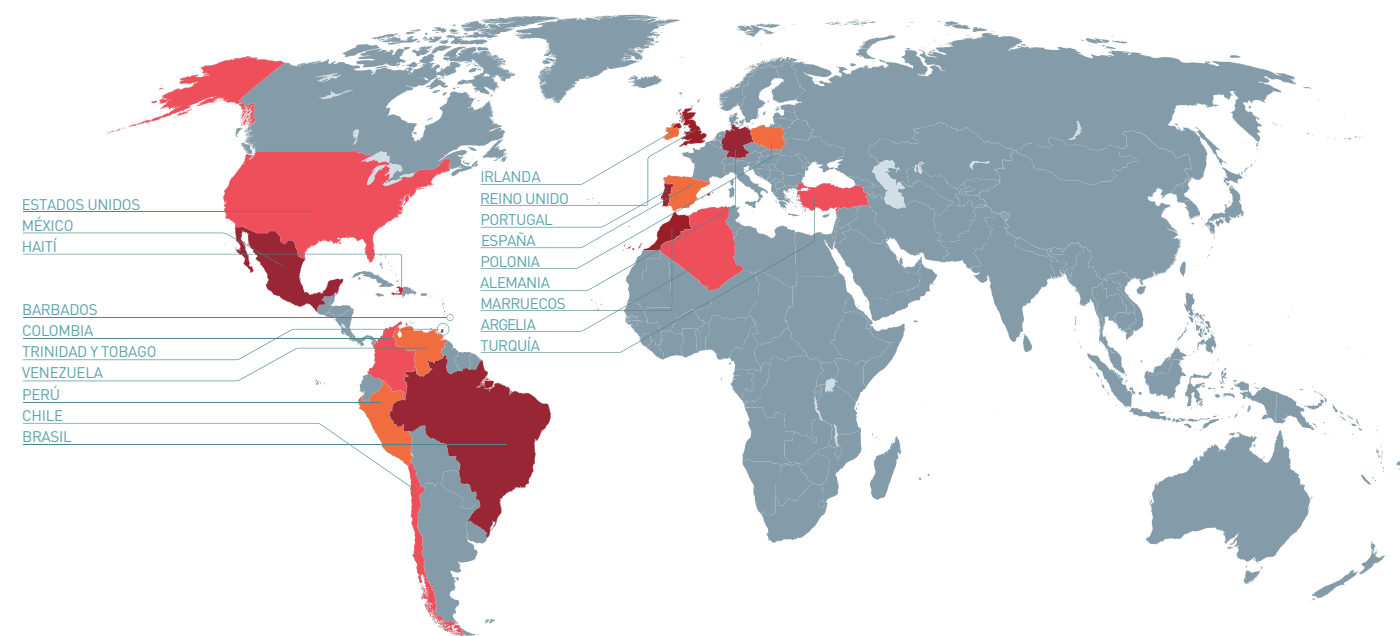 ESTADOS UNIDOS
MÉXICO
HAITÍ
BARBADOS
COLOMBIA
TRINIDAD Y TOBAGO
VENEZUELA
PERÚ
CHILE
BRASIL
IRLANDA
REINO UNIDO
PORTUGAL
ESPAÑA
POLONIA
ALEMANIA
MARRUECOS
ARGELIA
TURQUÍA